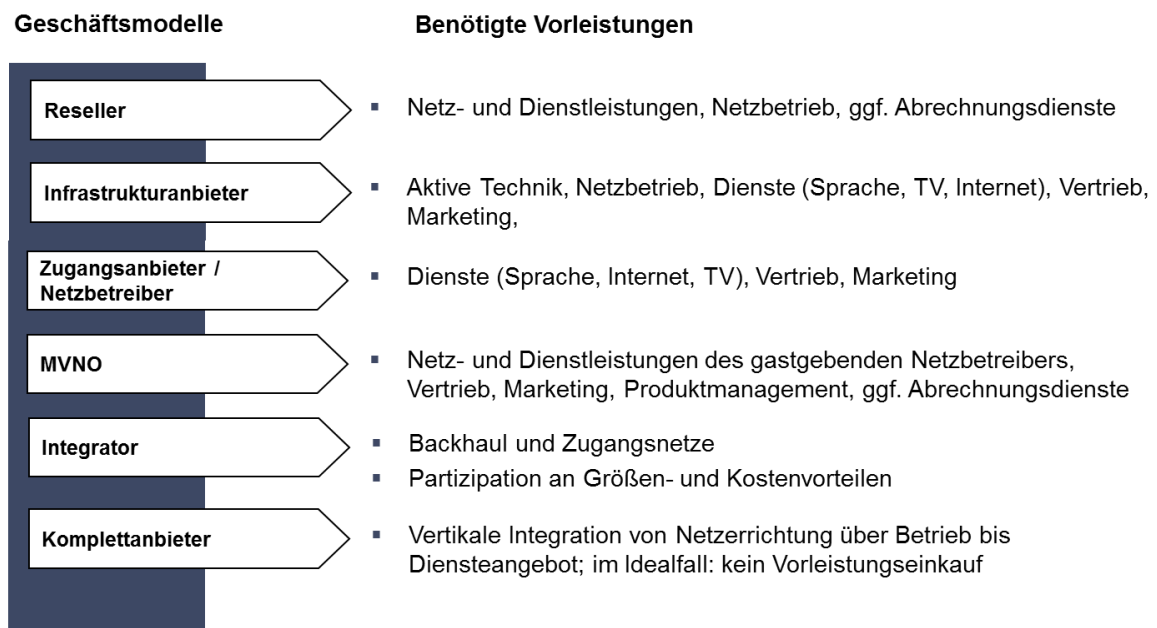 Geschäftsmodelle
Benötigte Vorleistungen
Reseller
▪ Netz- und Dienstleistungen, Netzbetrieb, ggf. Abrechnungsdienste
Infrastrukturanbieter
▪ Aktive Technik, Netzbetrieb, Dienste (Sprache, TV, Internet), Vertrieb,
Marketing,
Zugangsanbieter /
Netzbetreiber
▪ Dienste (Sprache, Internet, TV), Vertrieb, Marketing
MVNO
▪ Netz- und Dienstleistungen des gastgebenden Netzbetreibers,
Vertrieb, Marketing, Produktmanagement, ggf. Abrechnungsdienste
Integrator
▪ Backhaul und Zugangsnetze
▪ Partizipation an Größen- und Kostenvorteilen
Komplettanbieter
▪ Vertikale Integration von Netzerrichtung über Betrieb bis
Diensteangebot; im Idealfall: kein Vorleistungseinkauf